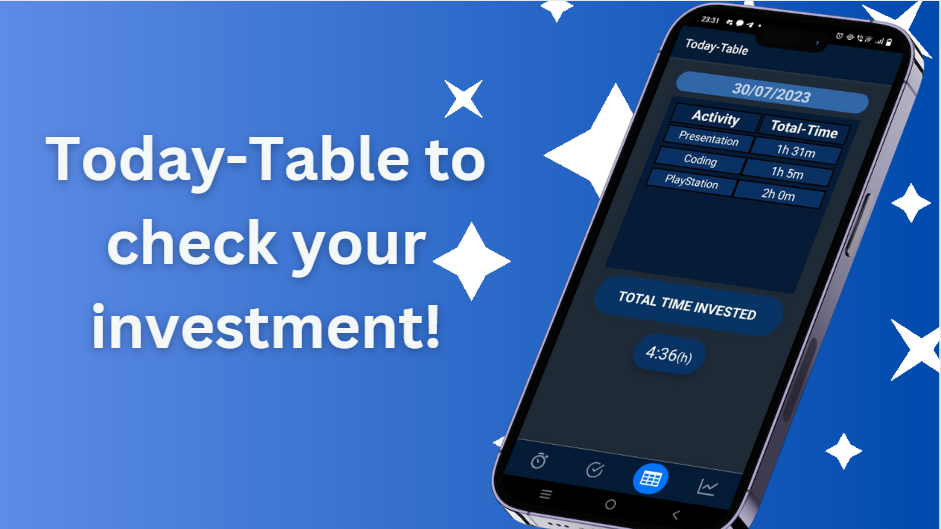 Today-Table to
check your
investment!
23:31
Today-Table
30/07/2023
Activity Total-Time
Presentation 1h 31m
Coding 1h 5m
PlayStation 2h 0m
TOTAL TIME INVESTED
4:36(h)